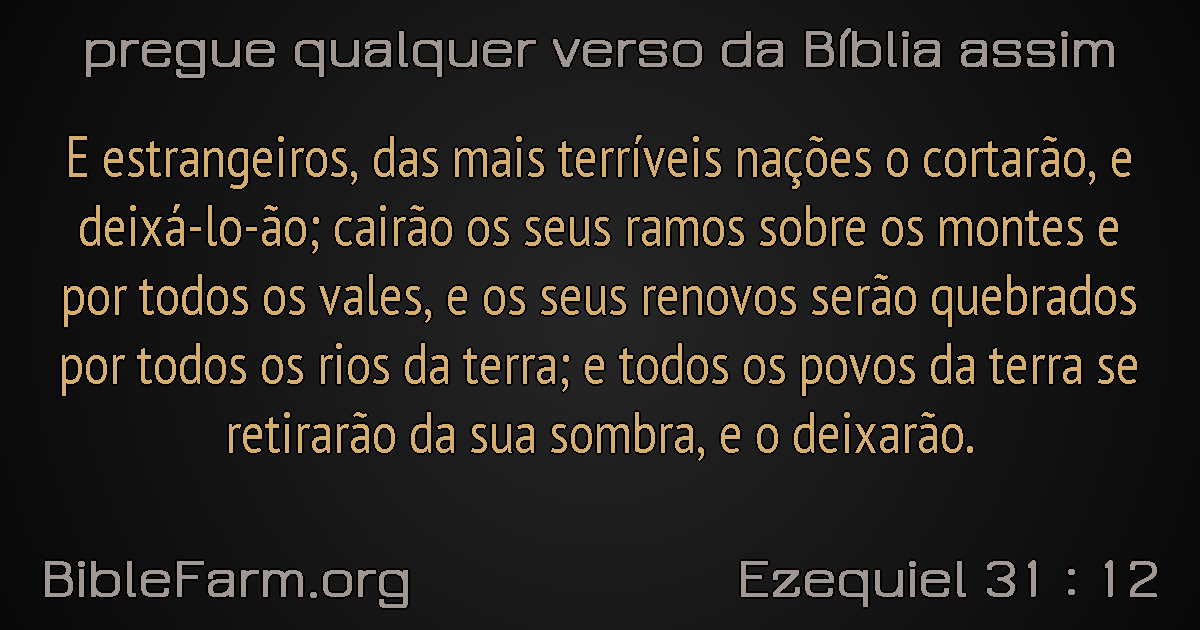 pregue qualquer verso da Bíblia assim
E estrangeiros, das mais terríveis nações o cortarão, e
deixá-lo-ão; cairão os seus ramos sobre os montes e
por todos os vales, e os seus renovos serão quebrados
por todos os rios da terra; e todos os povos da terra se
retirarão da sua sombra, e o deixarão.
BibleFarm.org
Ezequiel 31 : 12